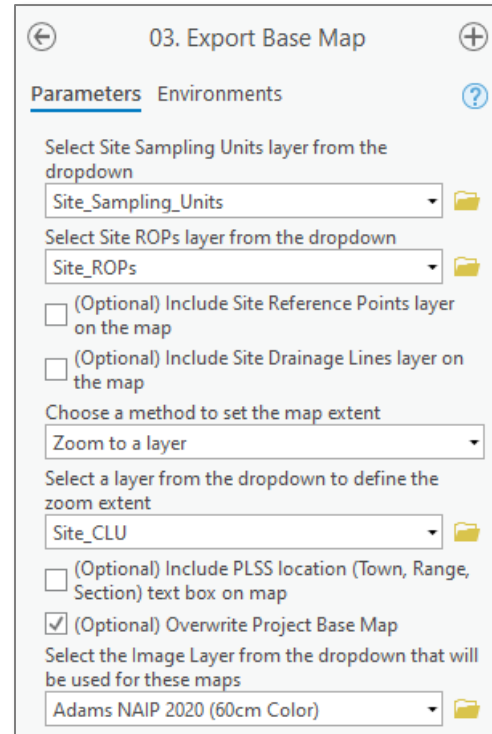 03. Export Base Map
Parameters Environments
Select Site Sampling Units layer from the
dropdown
Site_Sampling_Units
Select Site ROPs layer from the dropdown
Site_ROPs
(Optional) Include Site Reference Points layer
on the map
(Optional) Include Site Drainage Lines layer on
the map
Choose a method to set the map extent
Zoom to a layer
Select a layer from the dropdown to define the
zoom extent
Site_CLU
(Optional) Include PLSS location (Town, Range,
Section) text box on map
(Optional) Overwrite Project Base Map
Select the Image Layer from the dropdown that will
be used for these maps
Adams NAIP 2020 (60cm Color)